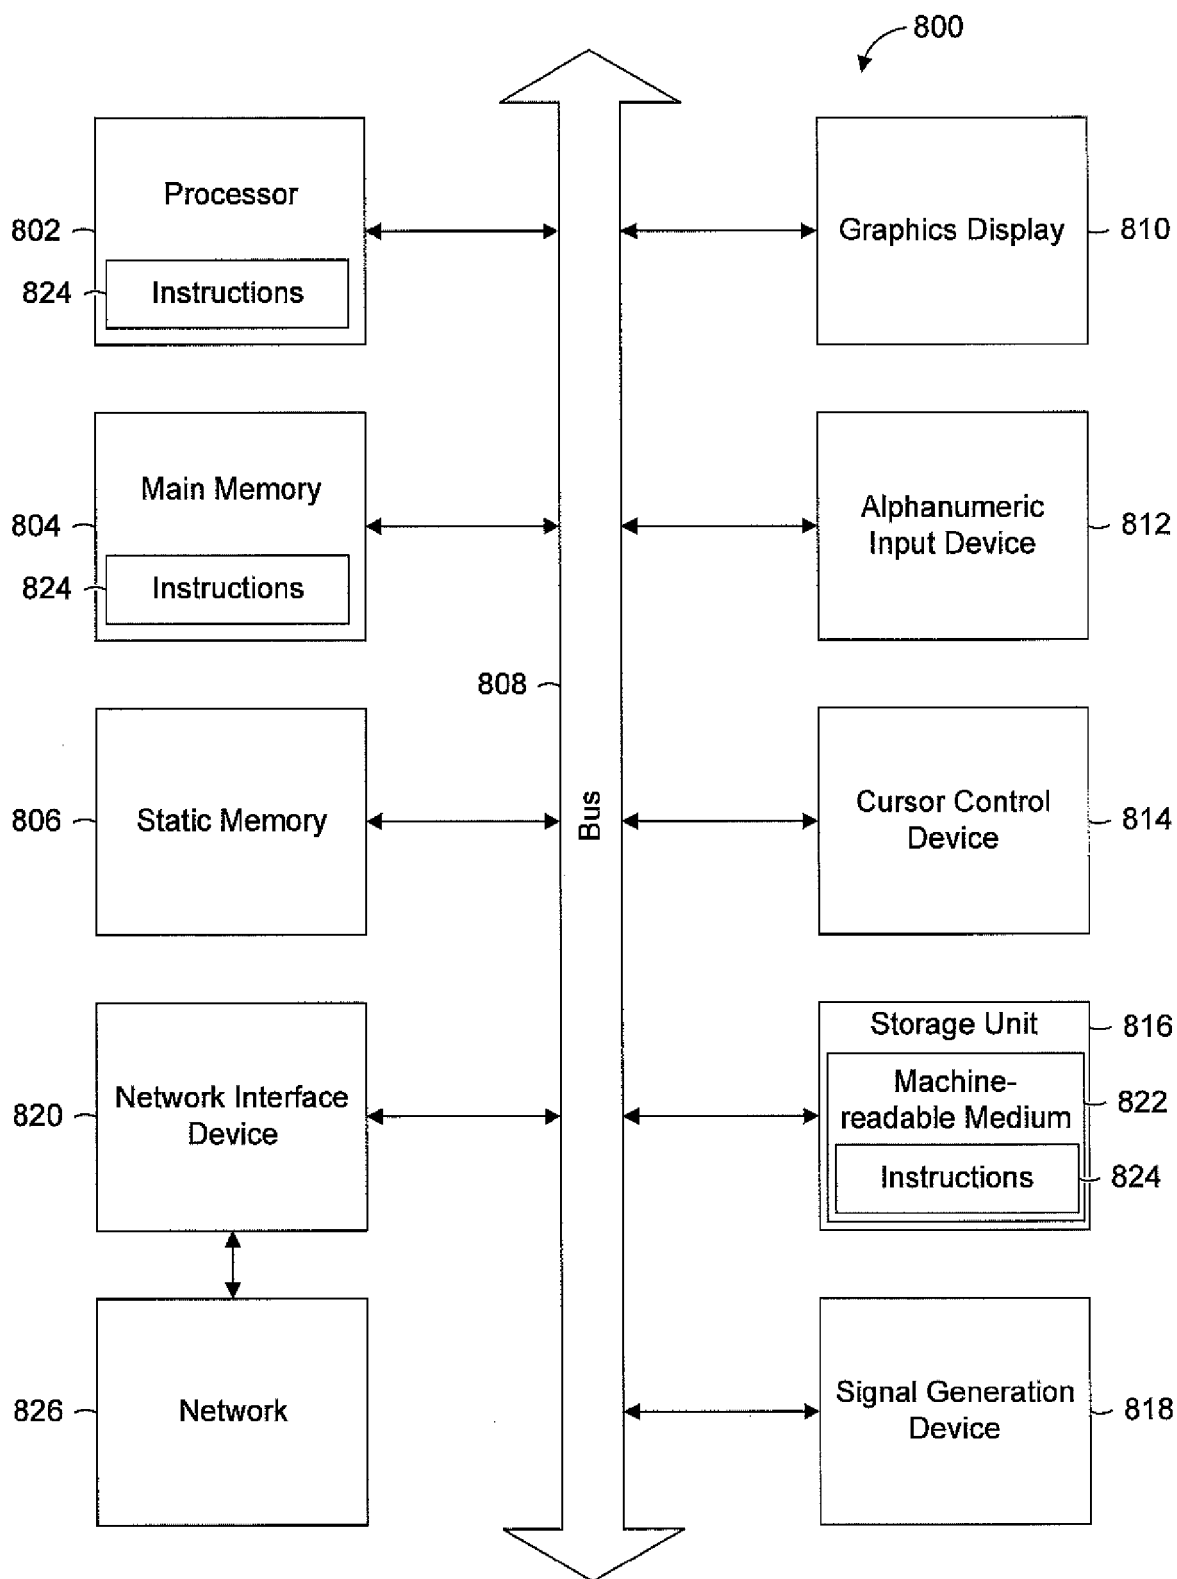 800
Processor
802
824
Instructions
Graphics Display
810
Main Memory
804
824
Instructions
Alphanumeric
Input Device
812
808
Bus
806
Static Memory
Cursor Control
Device
814
820
Network Interface
Device
Storage Unit
816
Machine-
readable Medium
822
Instructions
824
826
Network
Signal Generation
Device
818